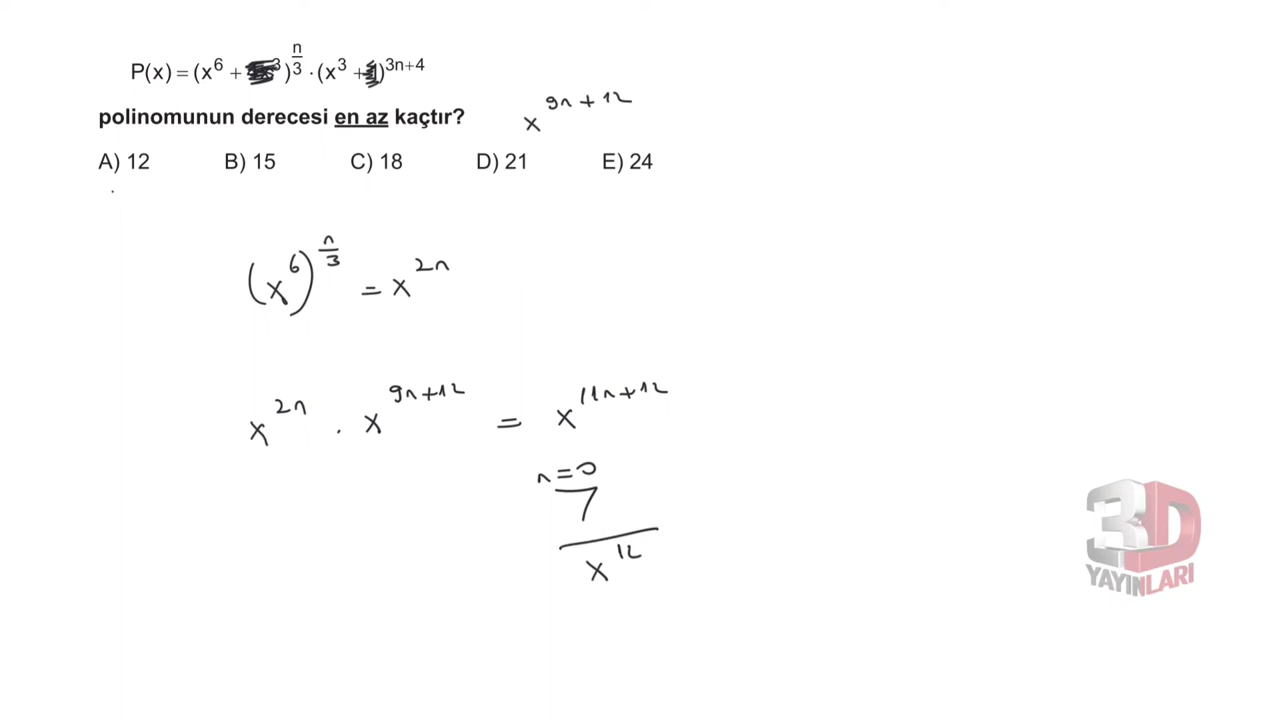 P(x) = (x⁶ + ³)^(n/3) · (x³ + )^(3n+4)
polinomunun derecesi en az kaçtır?
x^(9n + 12)
A) 12 B) 15 C) 18 D) 21 E) 24
(x⁶)^(n/3) = x^(2n)
x^(2n) · x^(9n+12) = x^(11n+12)
n=0
x^12
3D
YAYINLARI